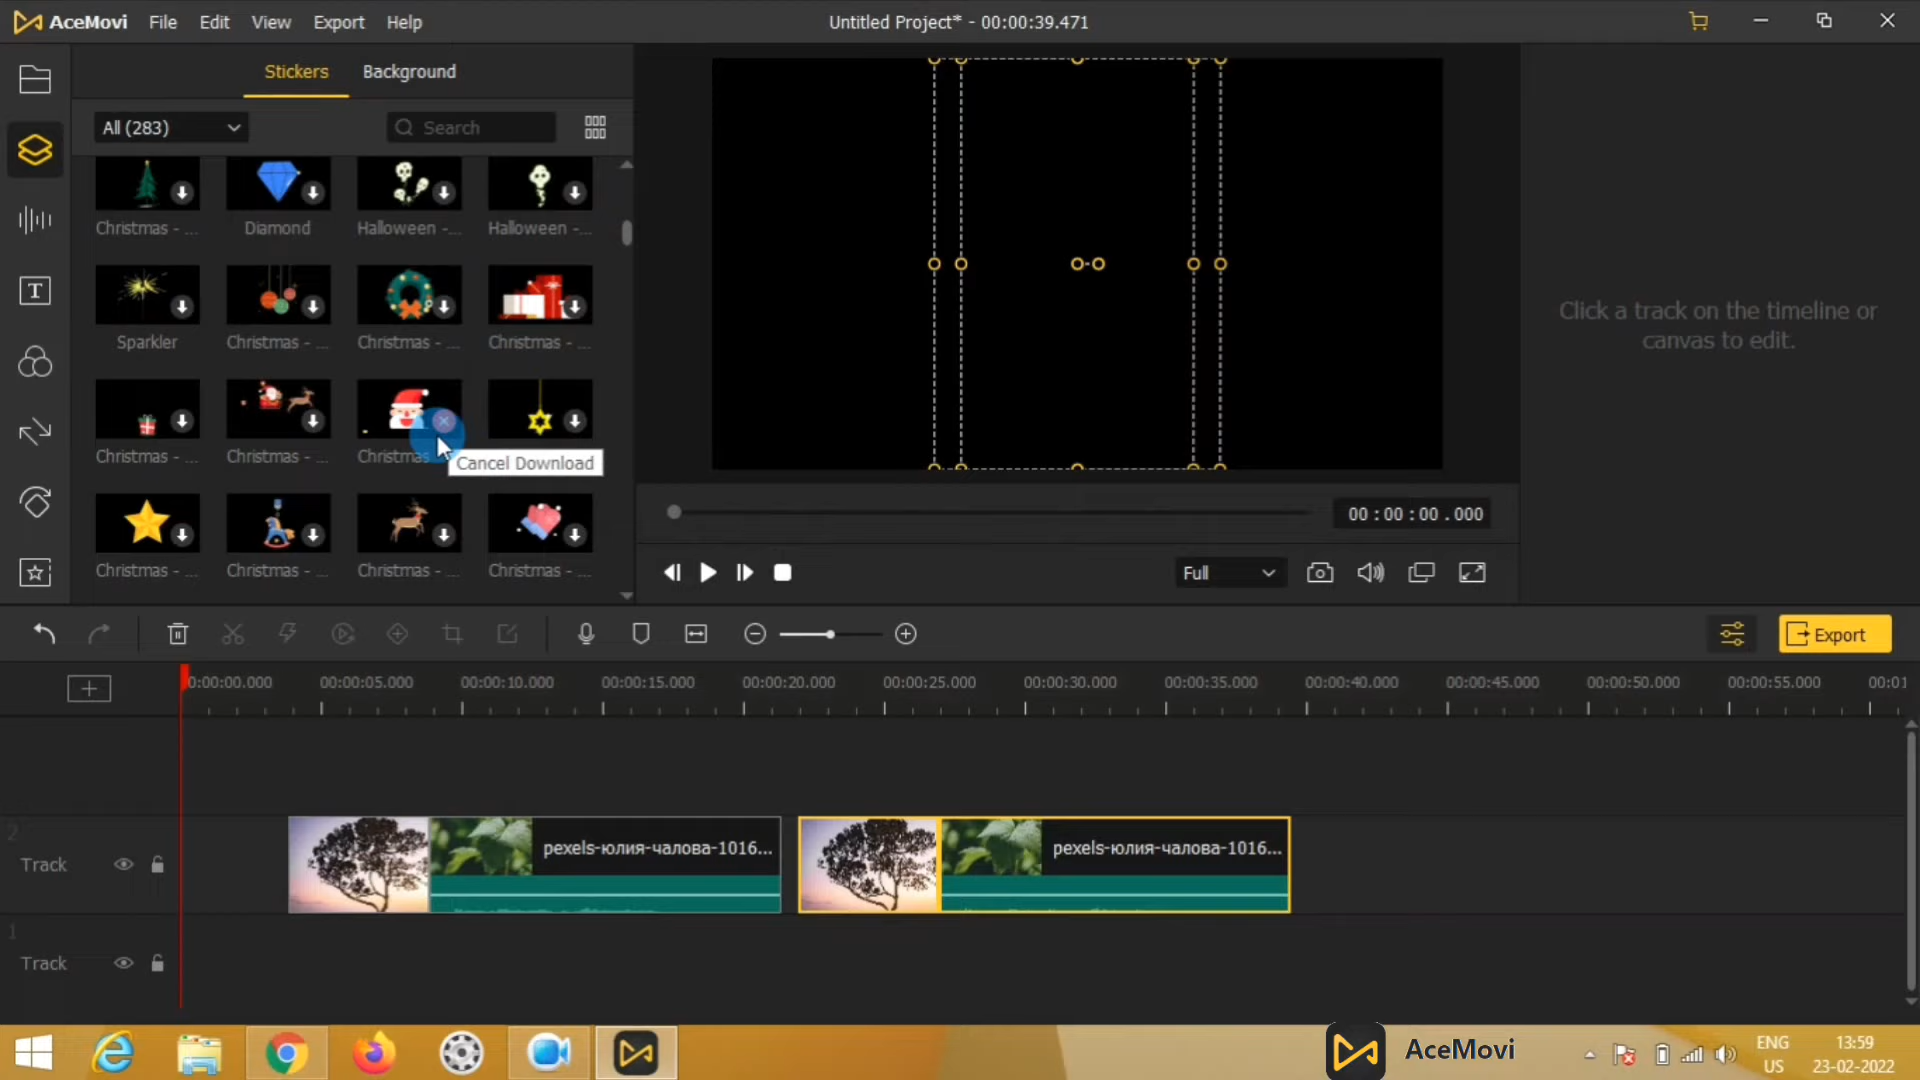 AceMovi File Edit View Export Help Untitled Project* - 00:00:39.471
Stickers Background
All (283) Search
Christmas - ... Diamond Halloween -... Halloween -...
Sparkler Christmas - ... Christmas - ... Christmas - ...
Christmas - ... Christmas - ... Christmas Christmas - ...
Cancel Download
Christmas - ... Christmas - ... Christmas - ... Christmas - ...
Click a track on the timeline or
canvas to edit.
00:00:00.000
Full
Export
0:00:00.000 00:00:05.000 00:00:10.000 00:00:15.000 00:00:20.000 00:00:25.000 00:00:30.000 00:00:35.000 00:00:40.000 00:00:45.000 00:00:50.000 00:00:55.000 00:01
2
Track pexels-юлия-чалова-1016... pexels-юлия-чалова-1016...
1
Track
AceMovi
ENG
US
13:59
23-02-2022